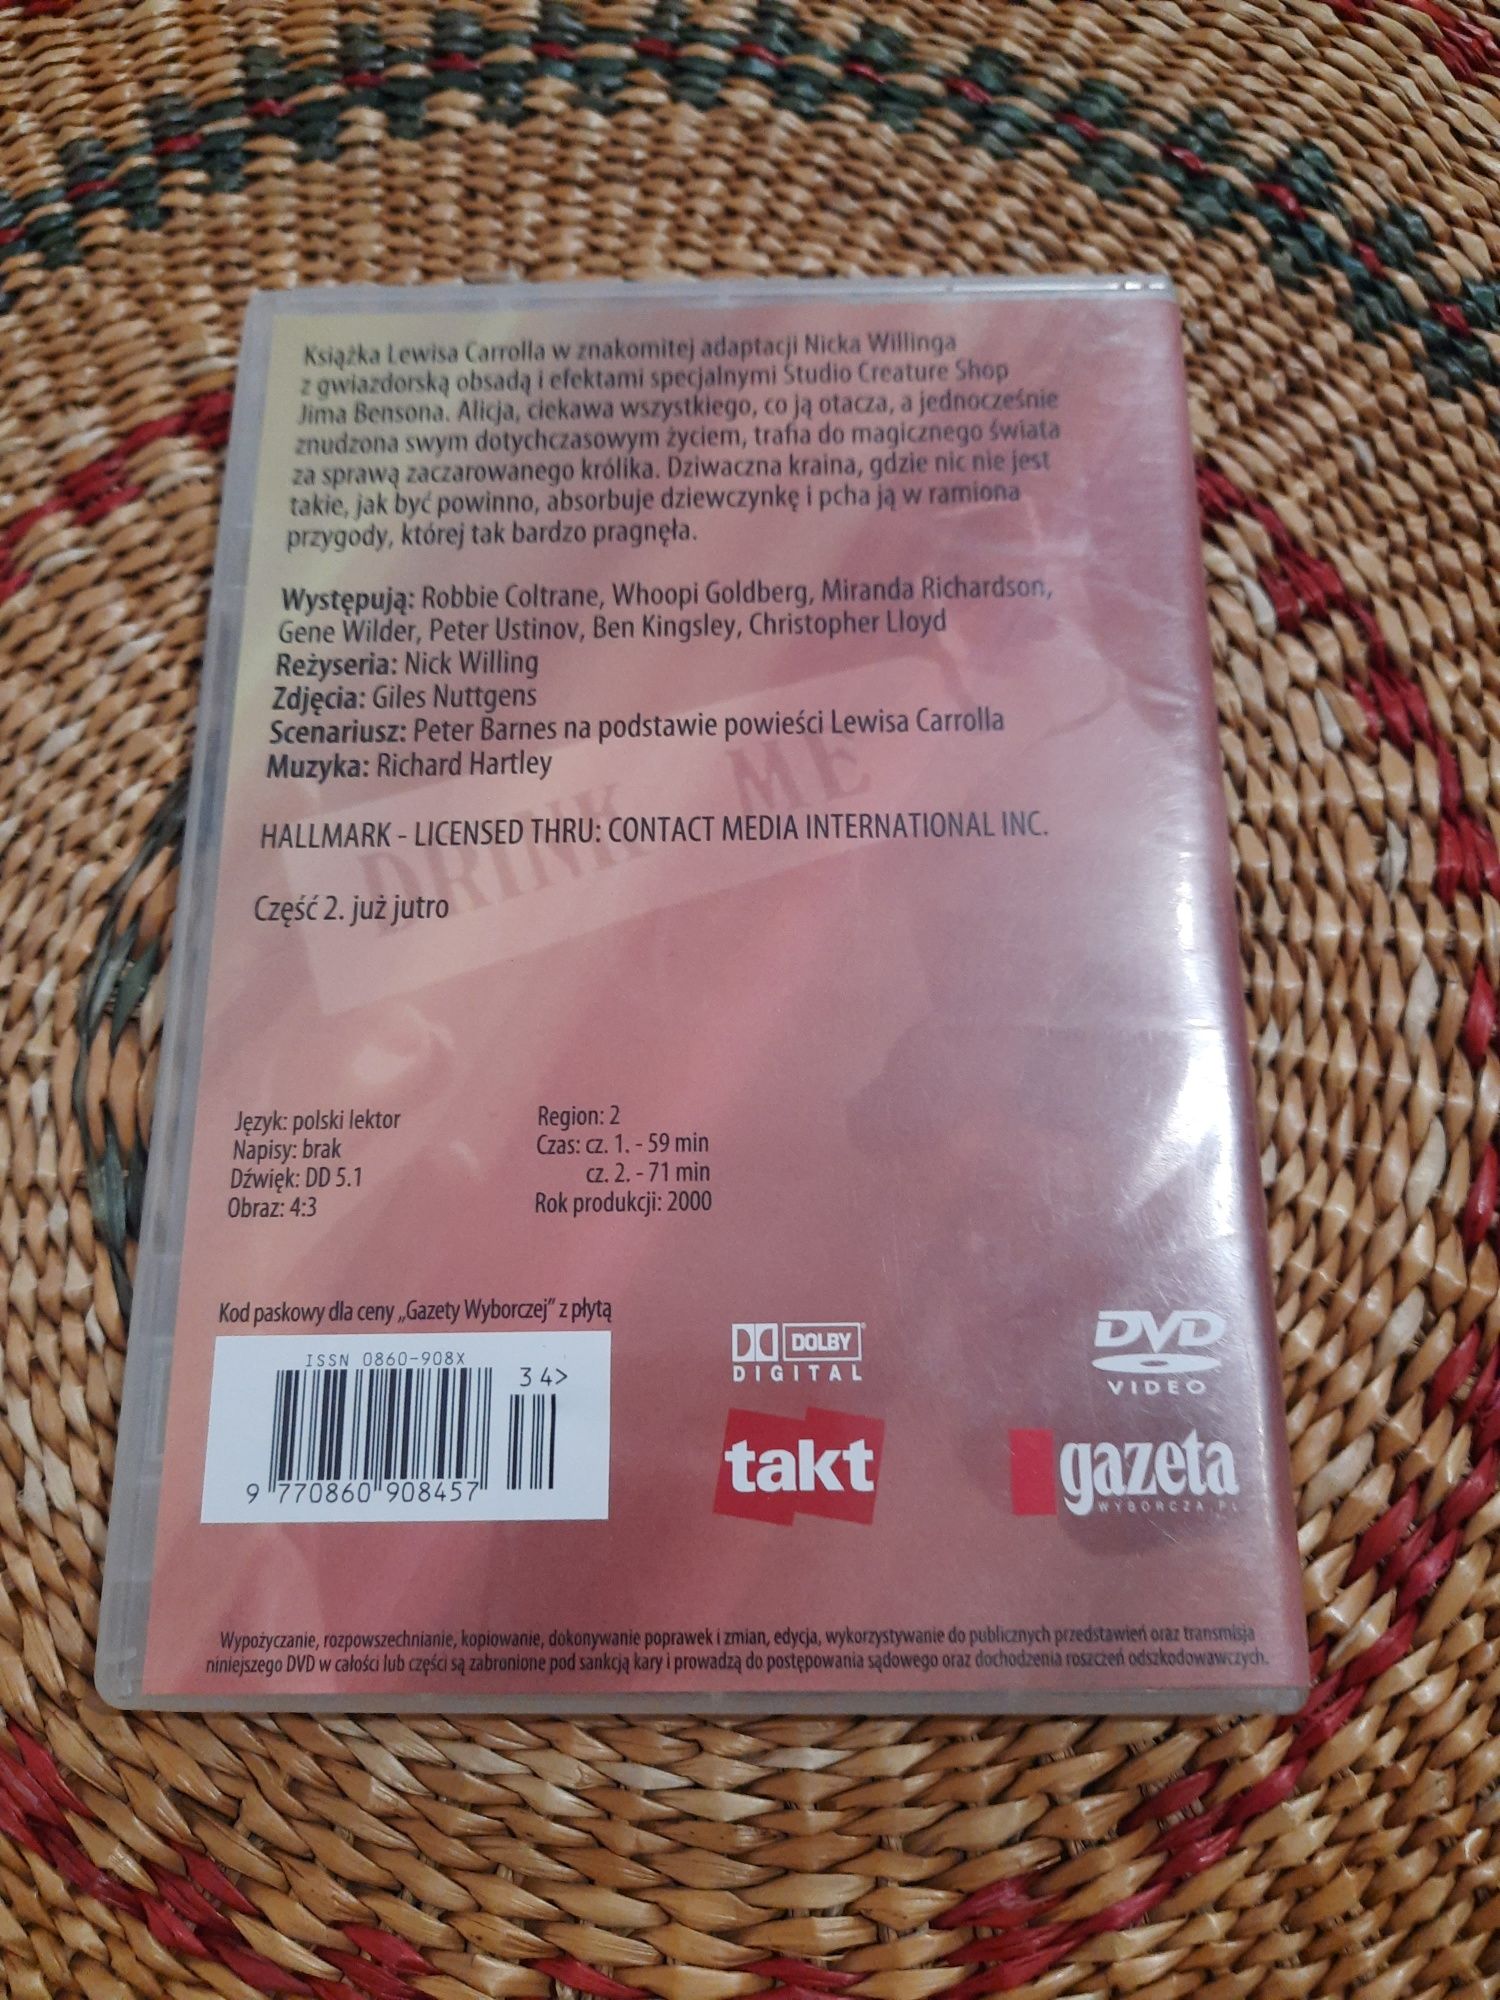 Książka Lewisa Carrolla w znakomitej adaptacji Nicka Willinga
z gwiazdorską obsadą i efektami specjalnymi Studio Creature Shop
Jima Bensona. Alicja, ciekawa wszystkiego, co ją otacza, a jednocześnie
znudzona swym dotychczasowym życiem, trafia do magicznego świata
za sprawą zaczarowanego królika. Dziwaczna kraina, gdzie nic nie jest
takie, jak być powinno, absorbuje dziewczynkę i pcha ją w ramiona
przygody, której tak bardzo pragnęła.
Występują: Robbie Coltrane, Whoopi Goldberg, Miranda Richardson,
Gene Wilder, Peter Ustinov, Ben Kingsley, Christopher Lloyd
Reżyseria: Nick Willing
Zdjęcia: Giles Nuttgens
Scenariusz: Peter Barnes na podstawie powieści Lewisa Carrolla
Muzyka: Richard Hartley
DRINK ME
HALLMARK - LICENSED THRU: CONTACT MEDIA INTERNATIONAL INC.
Część 2. już jutro
Język: polski lektor
Napisy: brak
Dźwięk: DD 5.1
Obraz: 4:3
Region: 2
Czas: cz. 1. - 59 min
cz. 2. - 71 min
Rok produkcji: 2000
Kod paskowy dla ceny „Gazety Wyborczej” z płytą
ISSN 0860-908X
34>
9 770860 908457
DOLBY
DIGITAL
takt
DVD
VIDEO
gazeta
WYBORCZA.PL
Wypożyczanie, rozpowszechnianie, kopiowanie, dokonywanie poprawek i zmian, edycja, wykorzystywanie do publicznych przedstawień oraz transmisja
niniejszego DVD w całości lub części są zabronione pod sankcją kary i prowadzą do postępowania sądowego oraz dochodzenia roszczeń odszkodowawczych.